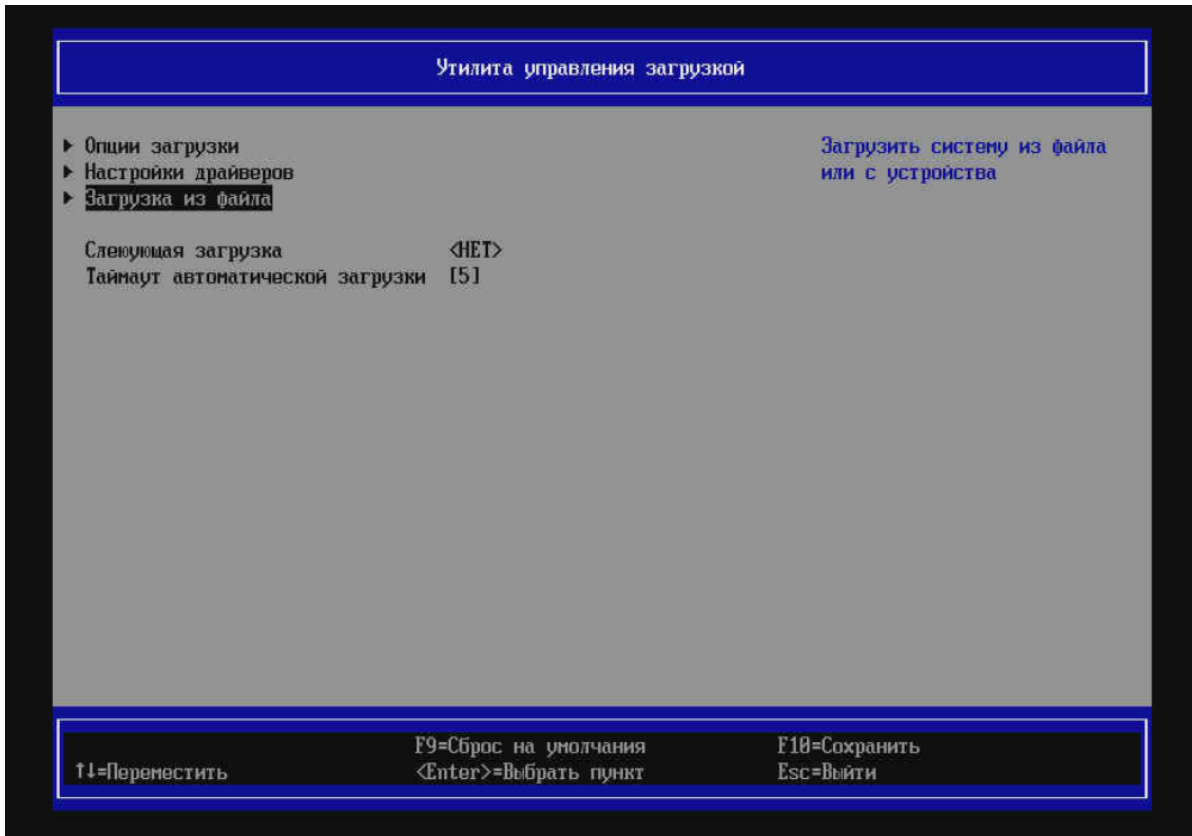 Утилита управления загрузкой
▶ Опции загрузки
▶ Настройки драйверов
▶ Загрузка из файла
Слеюующая загрузка <НЕТ>
Таймаут автоматической загрузки [5]
Загрузить систему из файла
или с устройства
F9=Сброс на умолчания F10=Сохранить
↑↓=Переместить <Enter>=Выбрать пункт Esc=Выйти